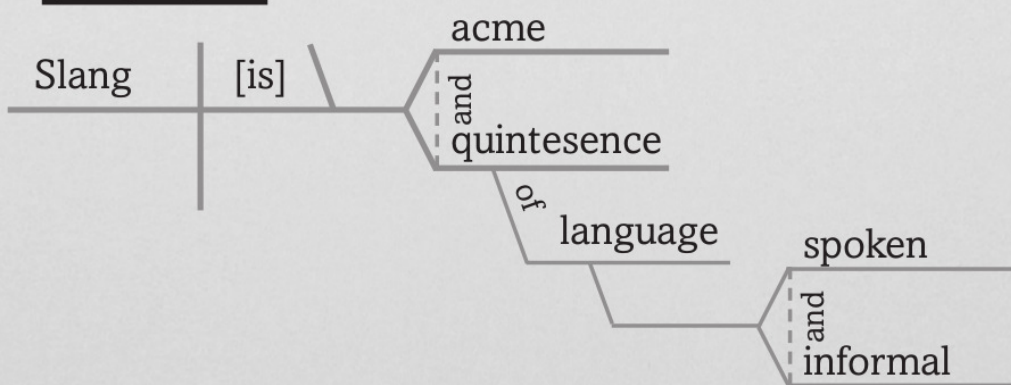 acme
Slang [is]
and
quintesence
of
language
spoken
and
informal